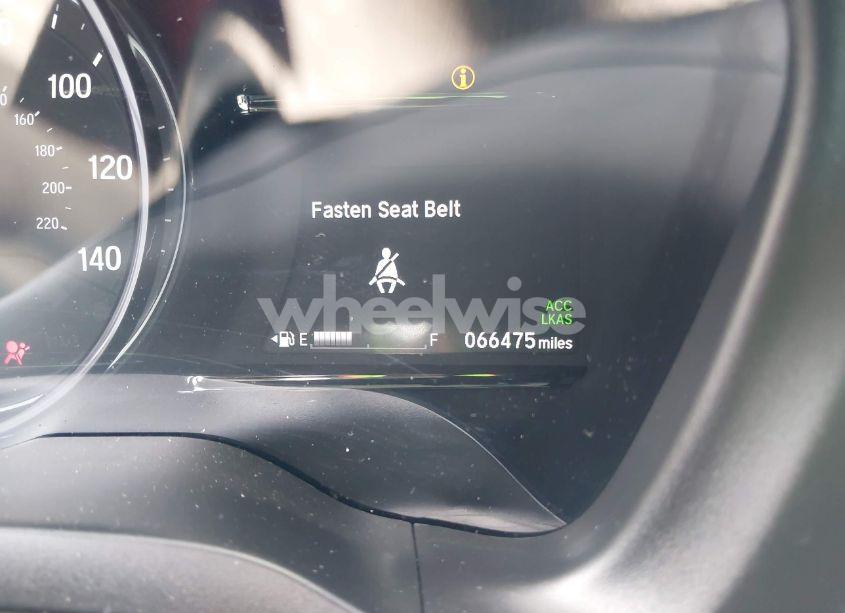 100
160
180
120
200
220
140
Fasten Seat Belt
wheelwise
ACC
LKAS
E
F
066475 miles